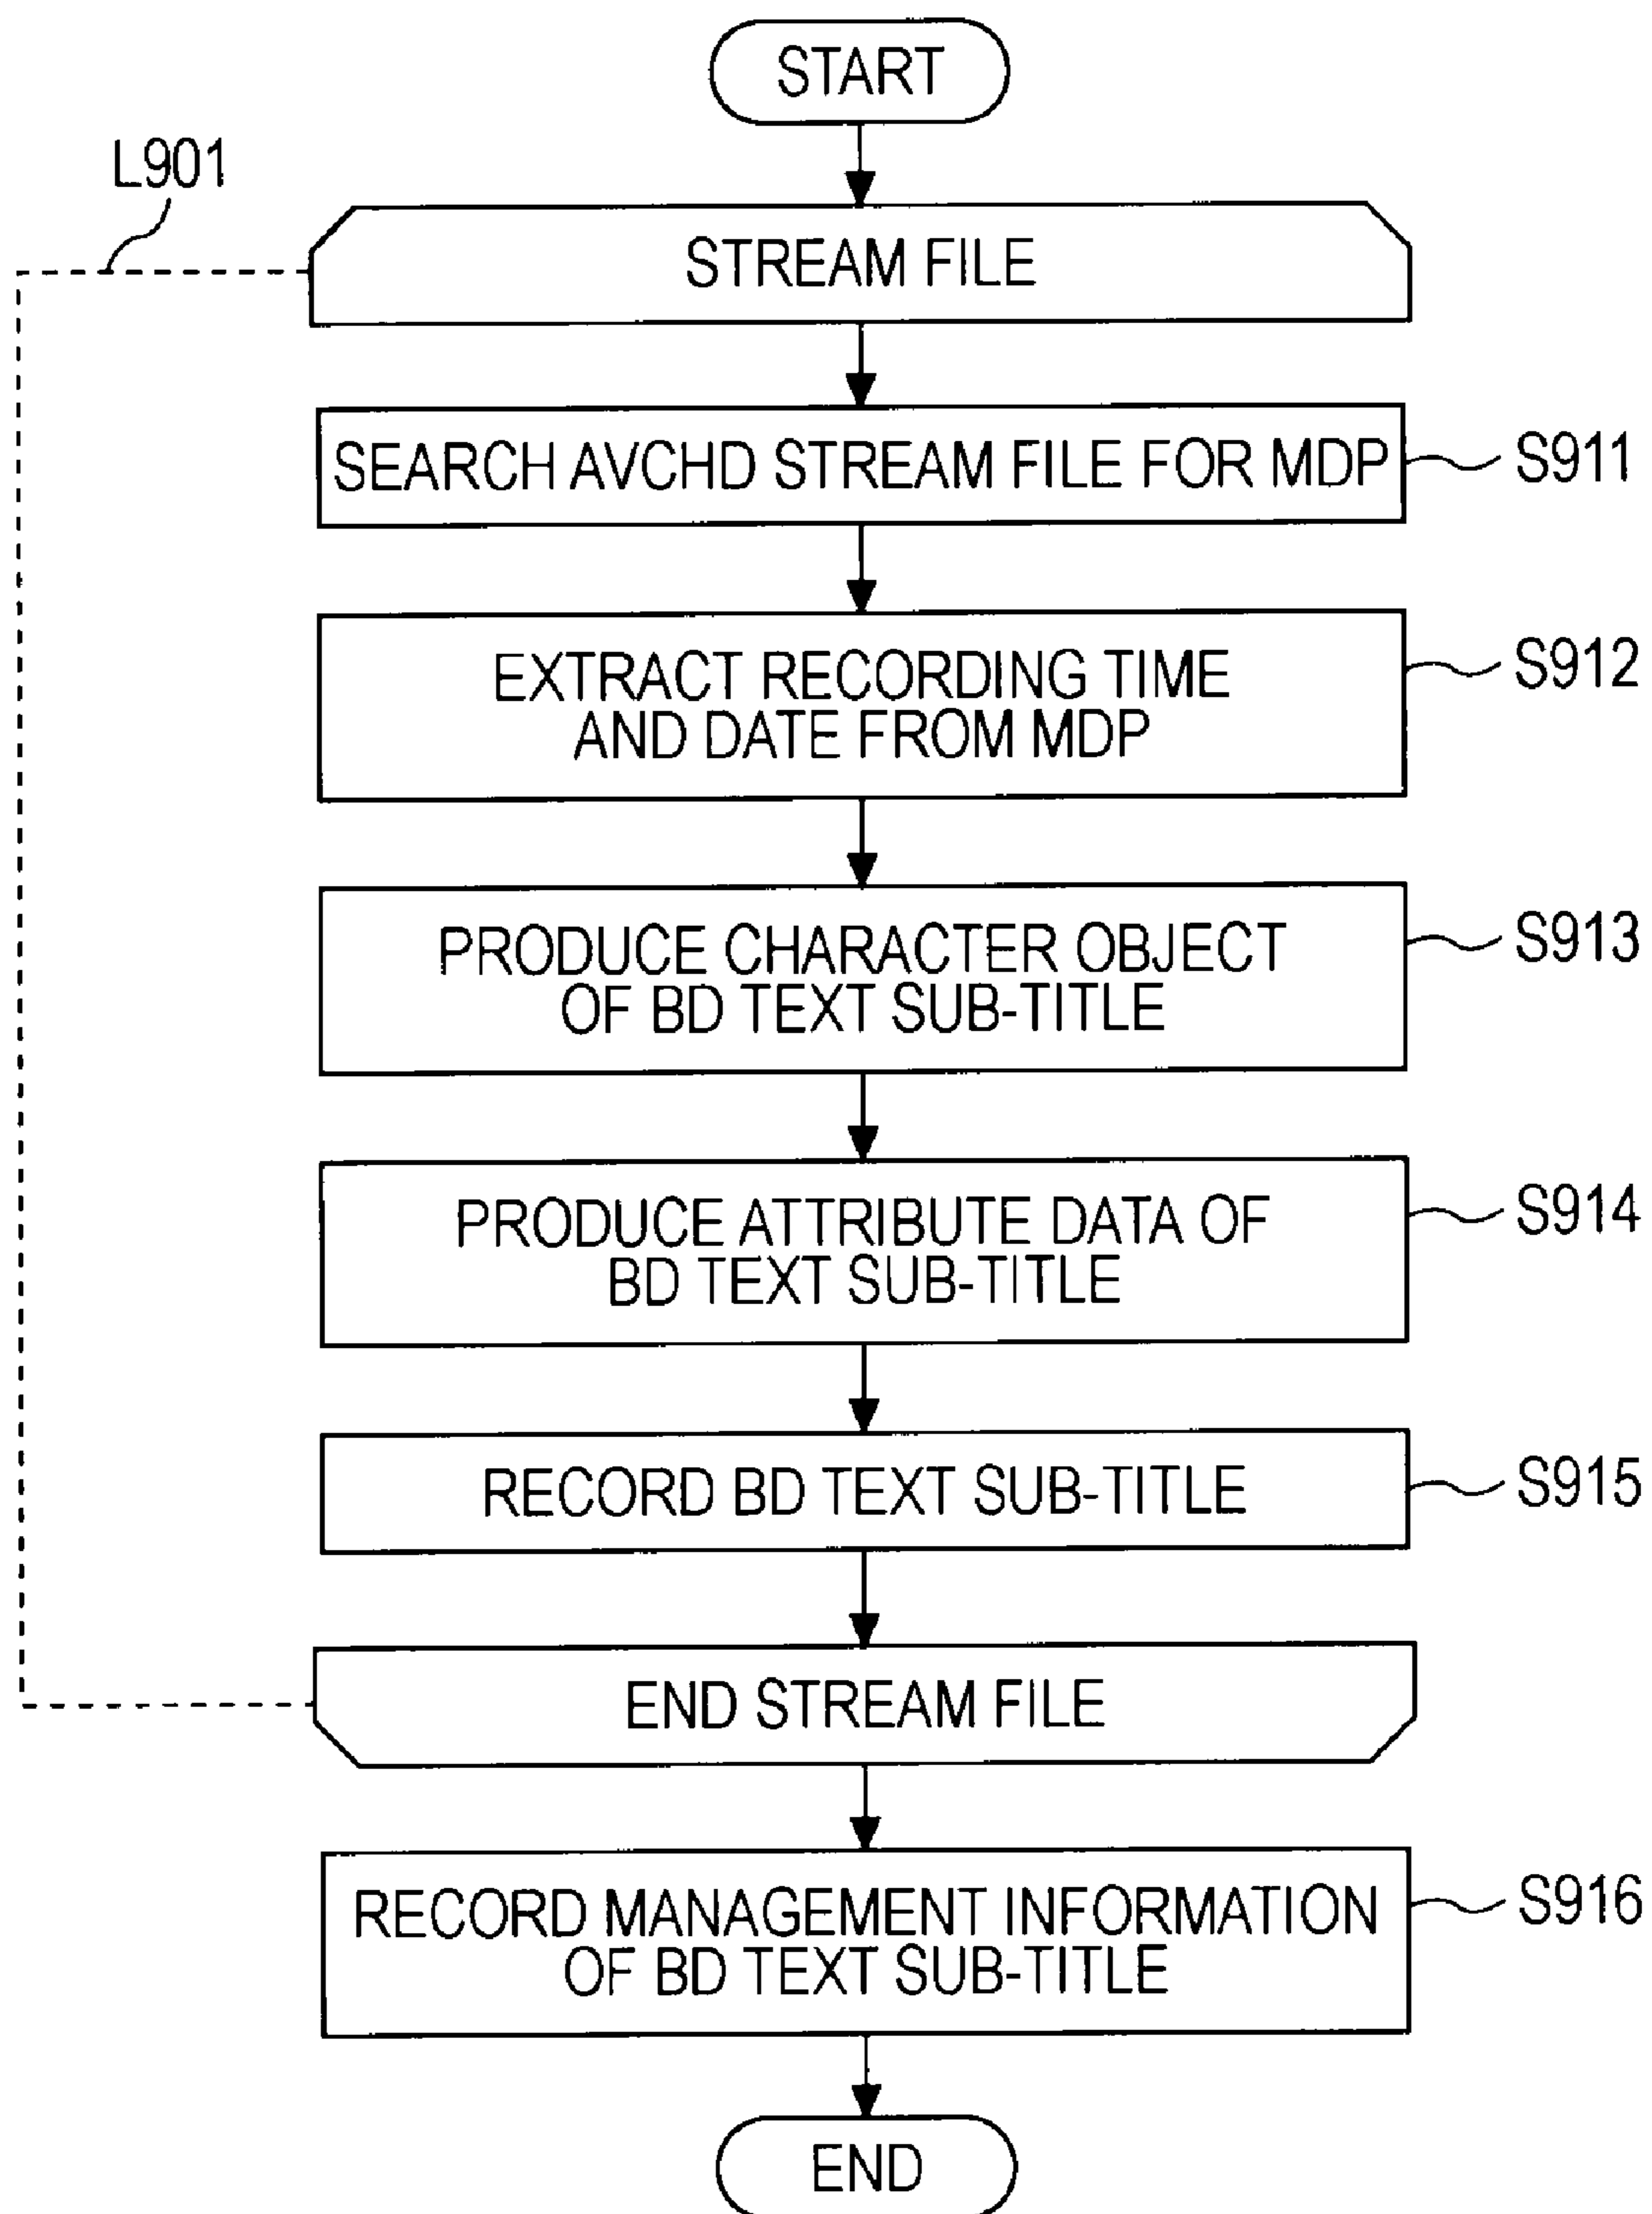 START
L901
STREAM FILE
SEARCH AVCHD STREAM FILE FOR MDP
S911
EXTRACT RECORDING TIME
AND DATE FROM MDP
S912
PRODUCE CHARACTER OBJECT
OF BD TEXT SUB-TITLE
S913
PRODUCE ATTRIBUTE DATA OF
BD TEXT SUB-TITLE
S914
RECORD BD TEXT SUB-TITLE
S915
END STREAM FILE
RECORD MANAGEMENT INFORMATION
OF BD TEXT SUB-TITLE
S916
END